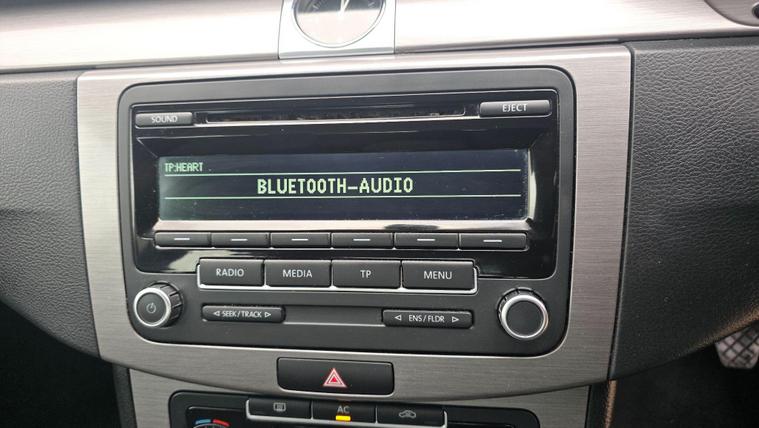 SOUND
EJECT
TP:HEART
BLUETOOTH-AUDIO
RADIO MEDIA TP MENU
SEEK / TRACK
ENS / FLDR
AC